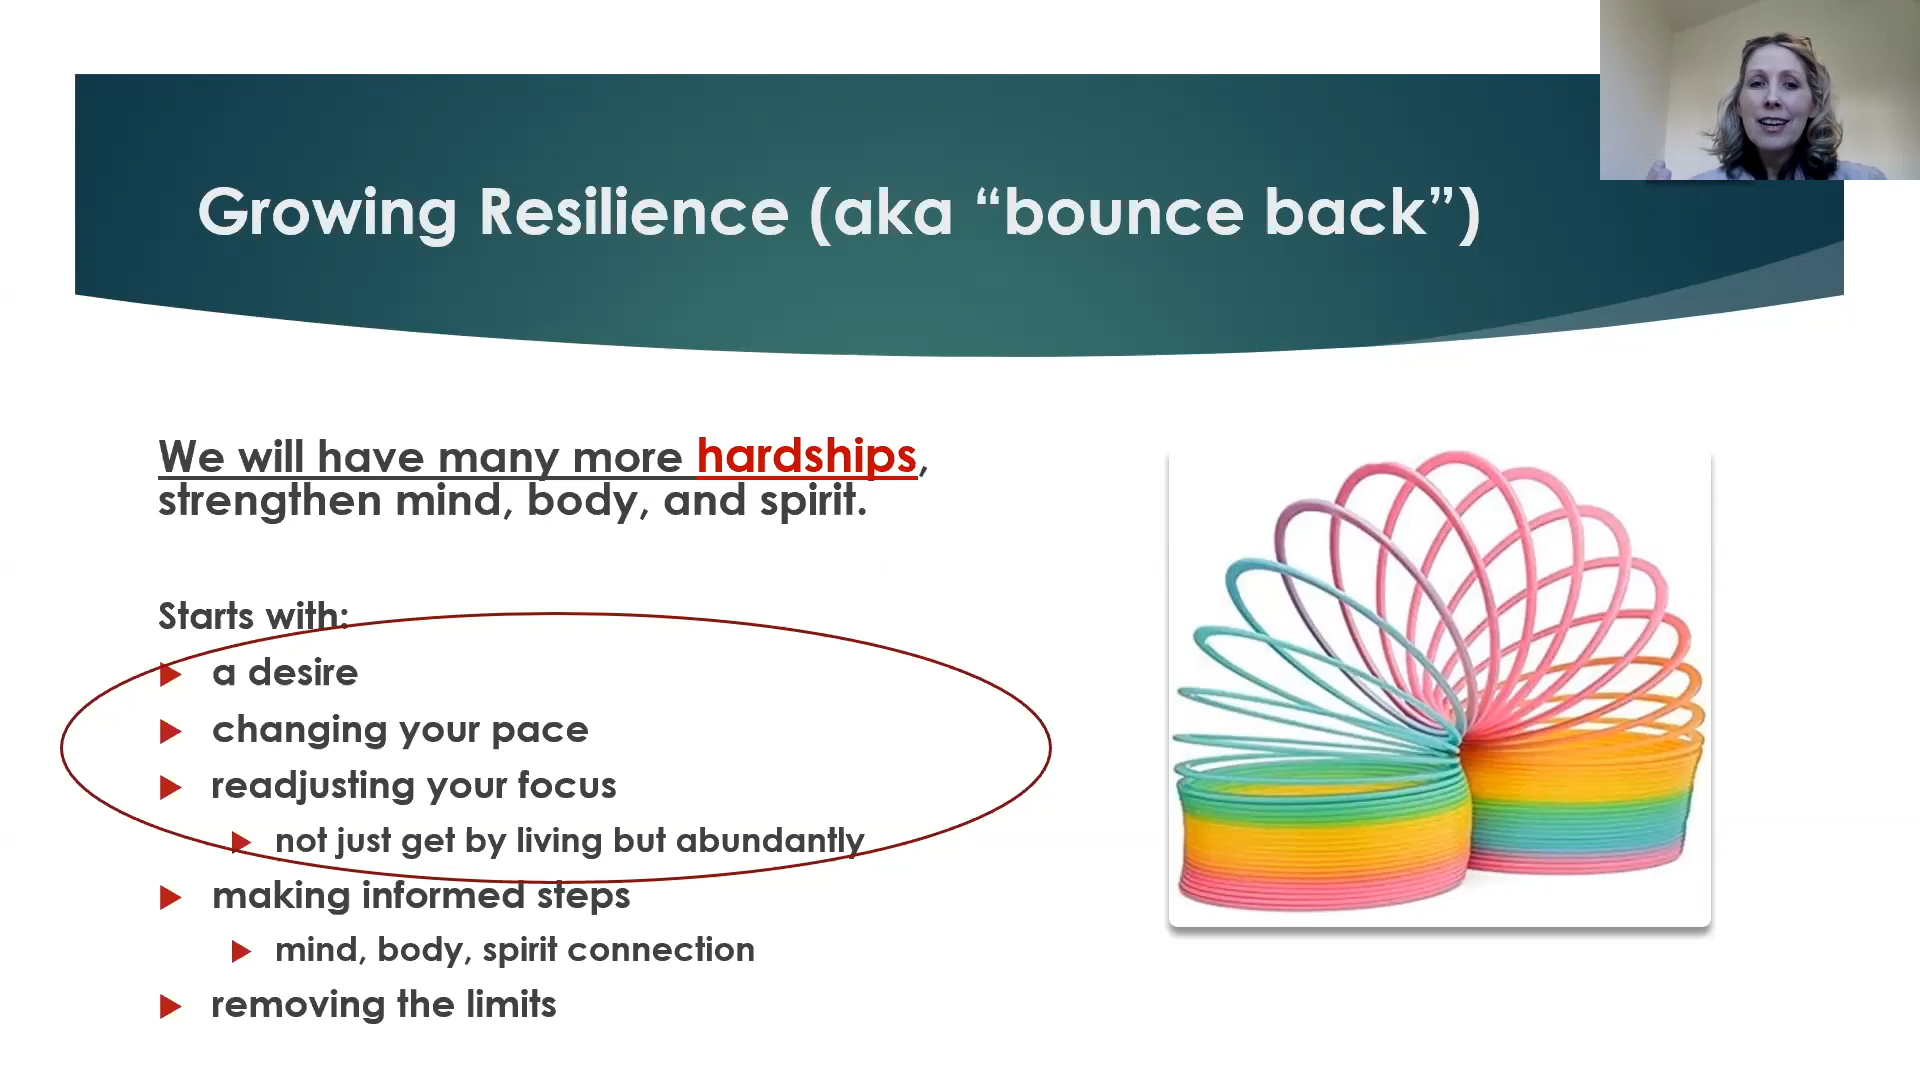 Growing Resilience (aka “bounce back”)
We will have many more hardships,
strengthen mind, body, and spirit.
Starts with:
a desire
changing your pace
readjusting your focus
not just get by living but abundantly
making informed steps
mind, body, spirit connection
removing the limits